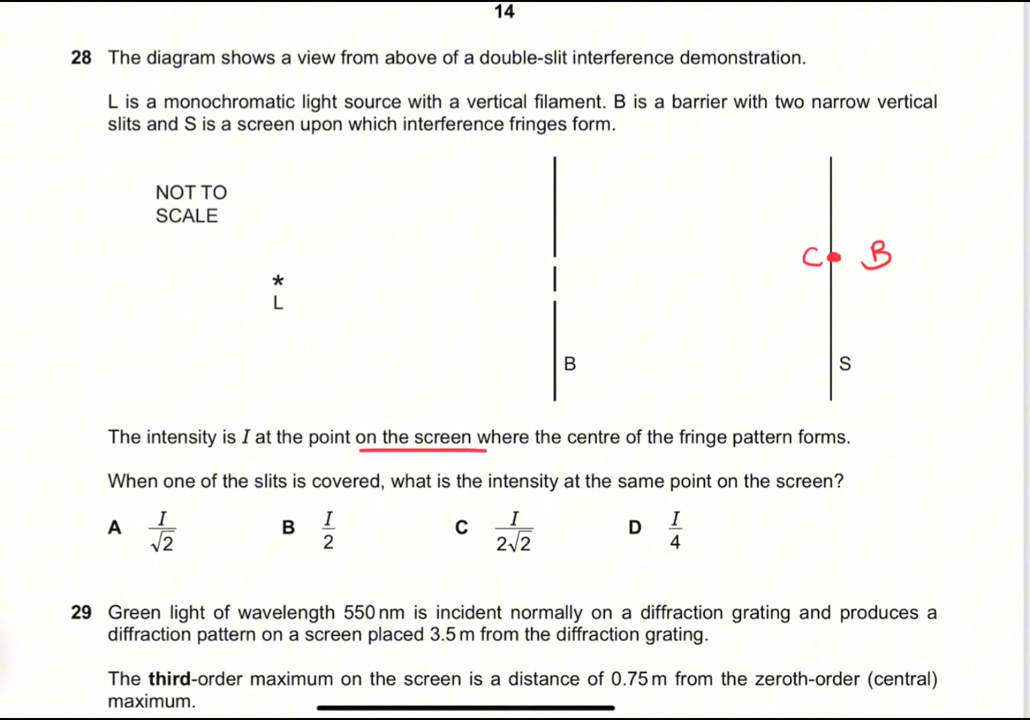 14
28 The diagram shows a view from above of a double-slit interference demonstration.
L is a monochromatic light source with a vertical filament. B is a barrier with two narrow vertical
slits and S is a screen upon which interference fringes form.
NOT TO
SCALE
C B
*
L
B S
The intensity is I at the point on the screen where the centre of the fringe pattern forms.
When one of the slits is covered, what is the intensity at the same point on the screen?
A I/√2 B I/2 C I/2√2 D I/4
29 Green light of wavelength 550 nm is incident normally on a diffraction grating and produces a
diffraction pattern on a screen placed 3.5 m from the diffraction grating.
The third-order maximum on the screen is a distance of 0.75 m from the zeroth-order (central)
maximum.